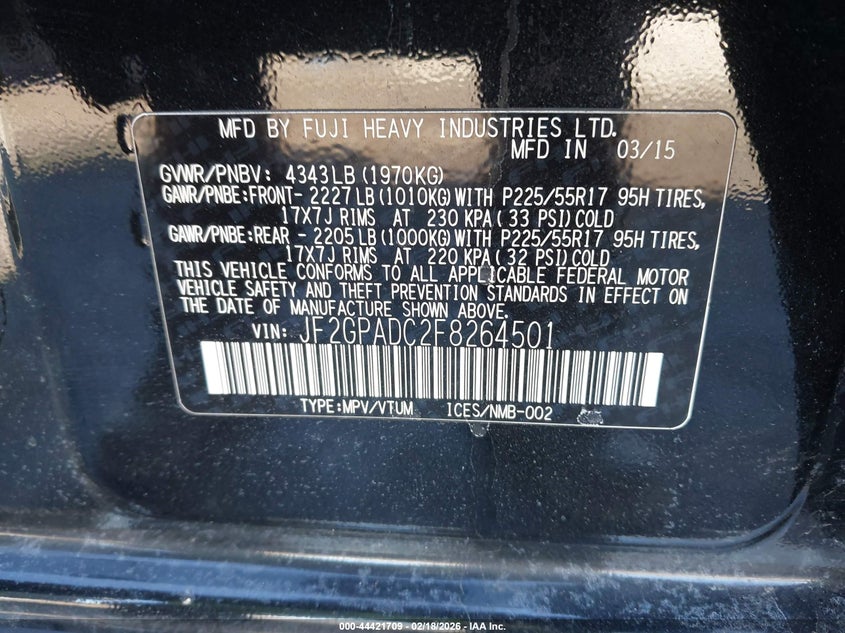 MFD BY FUJI HEAVY INDUSTRIES LTD.
MFD IN 03/15
GVWR/PNBV: 4343LB (1970KG)
GAWR/PNBE:FRONT- 2227LB(1010KG)WITH P225/55R17 95H TIRES,
17X7J RIMS AT 230 KPA(33 PSI)COLD
GAWR/PNBE:REAR - 2205LB(1000KG)WITH P225/55R17 95H TIRES,
17X7J RIMS AT 220 KPA(32 PSI)COLD
THIS VEHICLE CONFORMS TO ALL APPLICABLE FEDERAL MOTOR
VEHICLE SAFETY AND THEFT PREVENTION STANDARDS IN EFFECT ON
THE DATE OF MANUFACTURE SHOWN ABOVE.
VIN: JF2GPADC2F8264501
TYPE:MPV/VTUM ICES/NMB-002
000-44421709 - 02/18/2026 - IAA Inc.